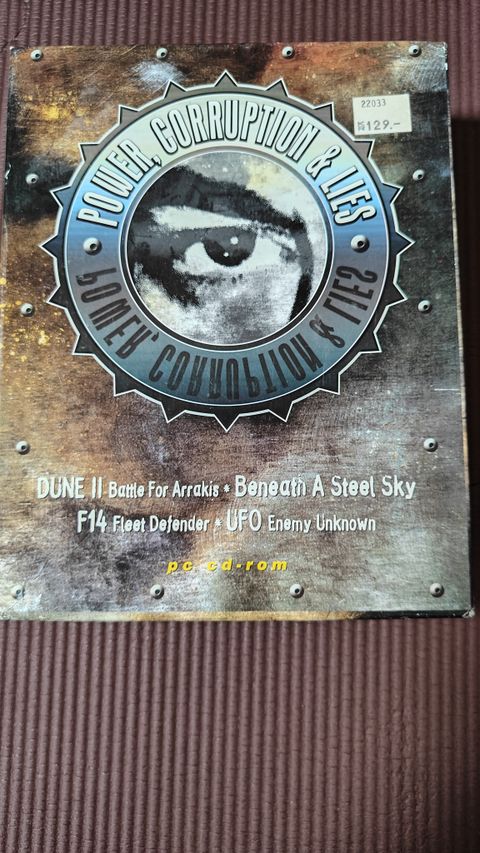 22033
129.-
POWER, CORRUPTION & LIES
POWER, CORRUPTION & LIES
DUNE II Battle For Arrakis * Beneath A Steel Sky
F14 Fleet Defender * UFO Enemy Unknown
pc cd-rom